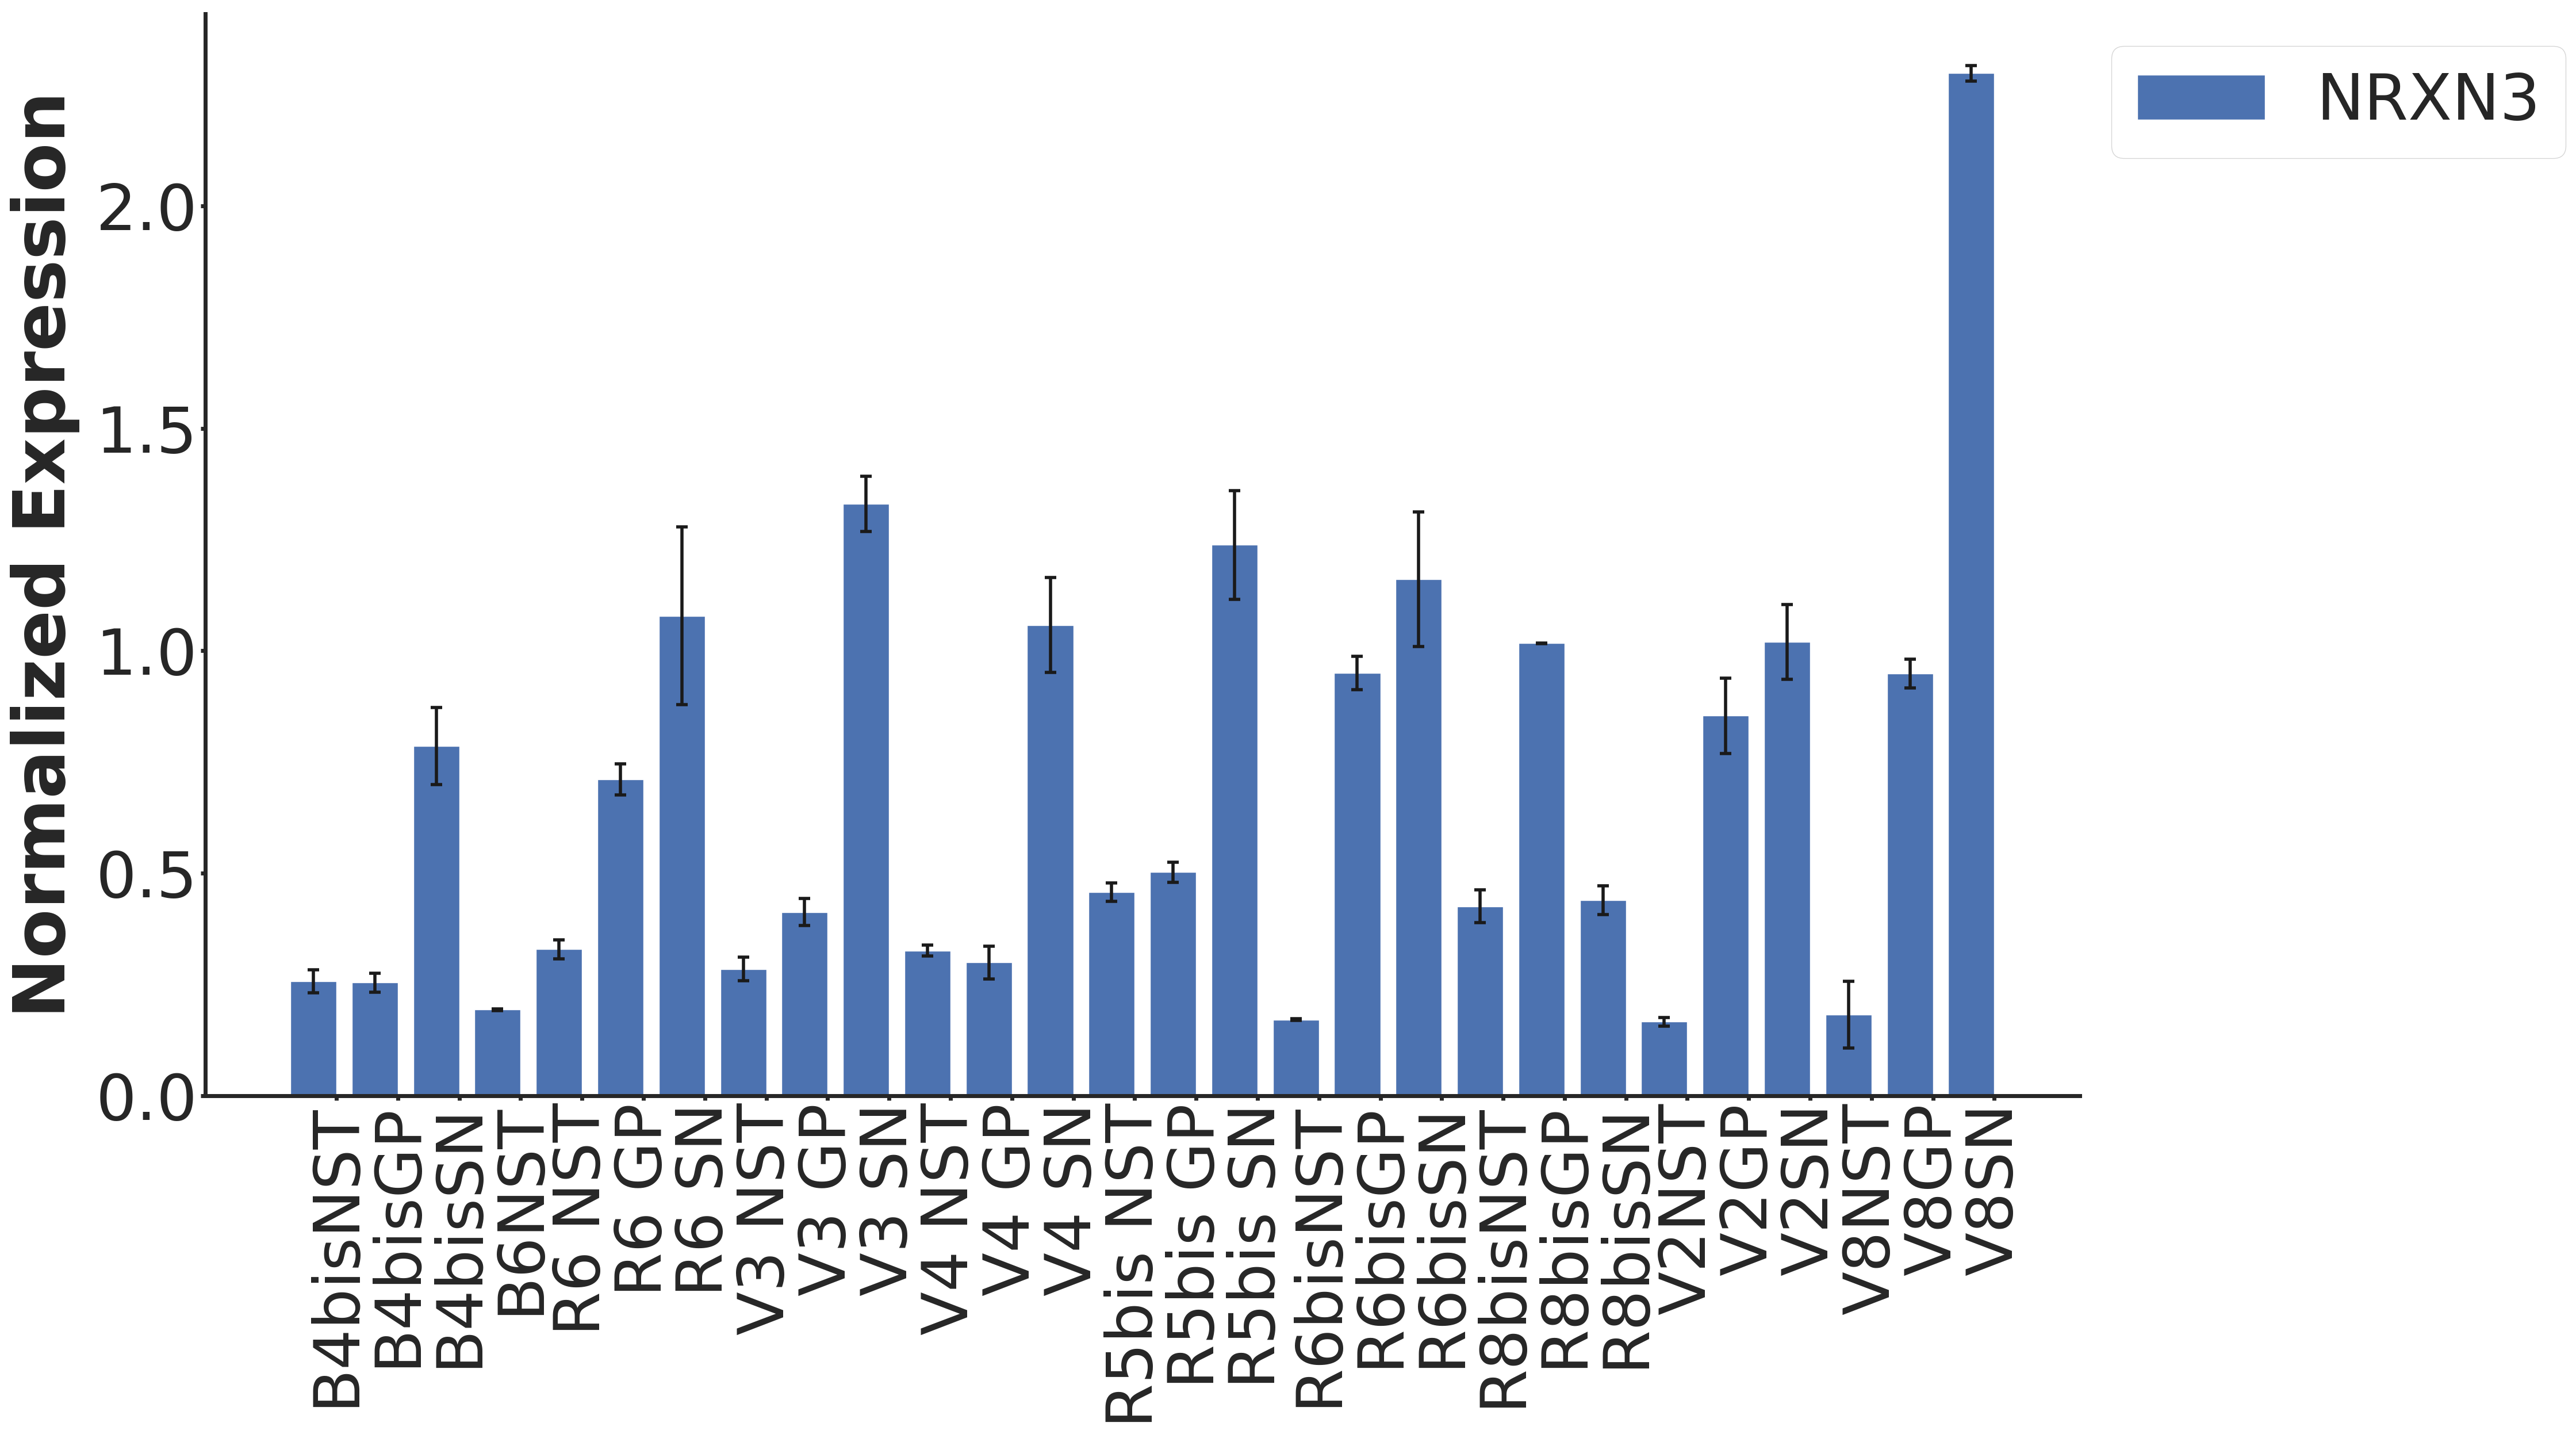 Normalized Expression
2.0
1.5
1.0
0.5
0.0
B4bisNST
B4bisGP
B4bisSN
B6NST
R6 NST
R6 GP
R6 SN
V3 NST
V3 GP
V3 SN
V4 NST
V4 GP
V4 SN
R5bis NST
R5bis GP
R5bis SN
R6bisNST
R6bisGP
R6bisSN
R8bisNST
R8bisGP
R8bisSN
V2NST
V2GP
V2SN
V8NST
V8GP
V8SN
NRXN3